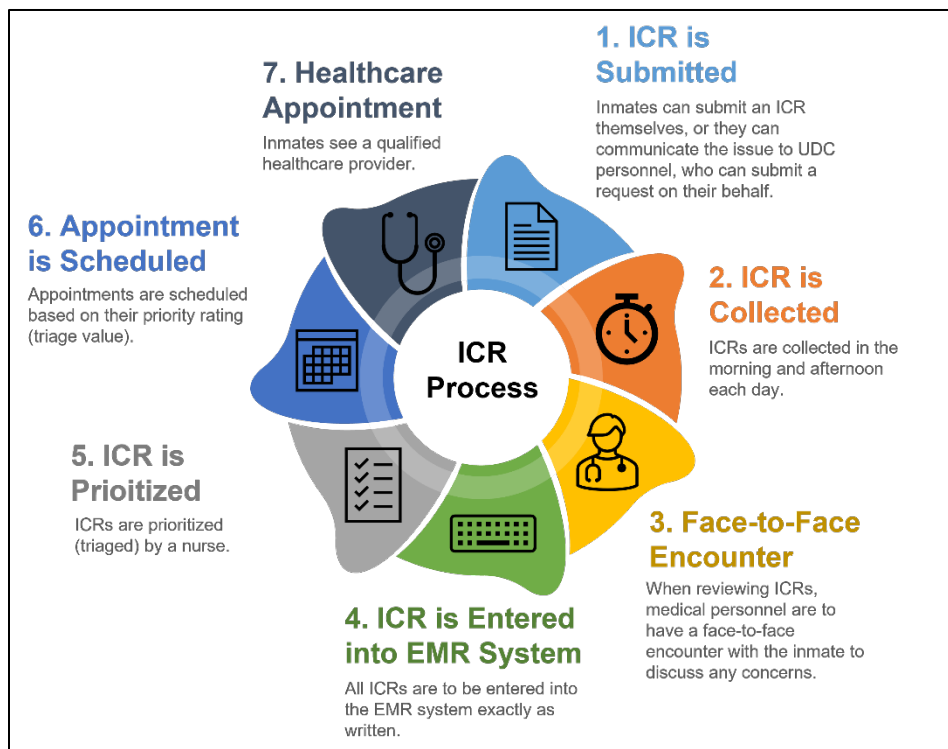 1. ICR is
Submitted
Inmates can submit an ICR
themselves, or they can
communicate the issue to UDC
personnel, who can submit a
request on their behalf.
2. ICR is
Collected
ICRs are collected in the
morning and afternoon
each day.
3. Face-to-Face
Encounter
When reviewing ICRs,
medical personnel are to
have a face-to-face
encounter with the inmate to
discuss any concerns.
4. ICR is Entered
into EMR System
All ICRs are to be entered into
the EMR system exactly as
written.
5. ICR is
Prioitized
ICRs are prioritized
(triaged) by a nurse.
6. Appointment
is Scheduled
Appointments are scheduled
based on their priority rating
(triage value).
7. Healthcare
Appointment
Inmates see a qualified
healthcare provider.
ICR
Process